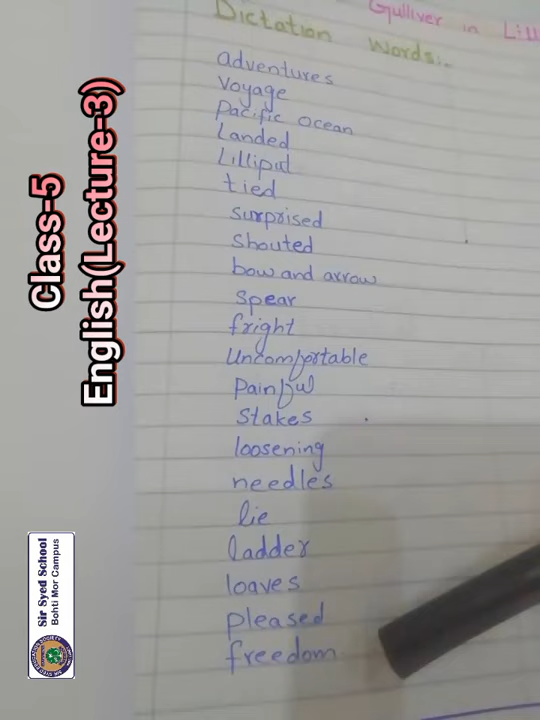 Gulliver in Lill
Dictation Words:-
adventures
Voyage
Pacific Ocean
Landed
Lilliput
tied
surprised
shouted
bow and arrow
Spear
fright
Uncomfortable
Painful
Stakes
loosening
needles
lie
ladder
loaves
pleased
freedom
Class-5
English(Lecture-3)
Sir Syed School
Bohti Mor Campus